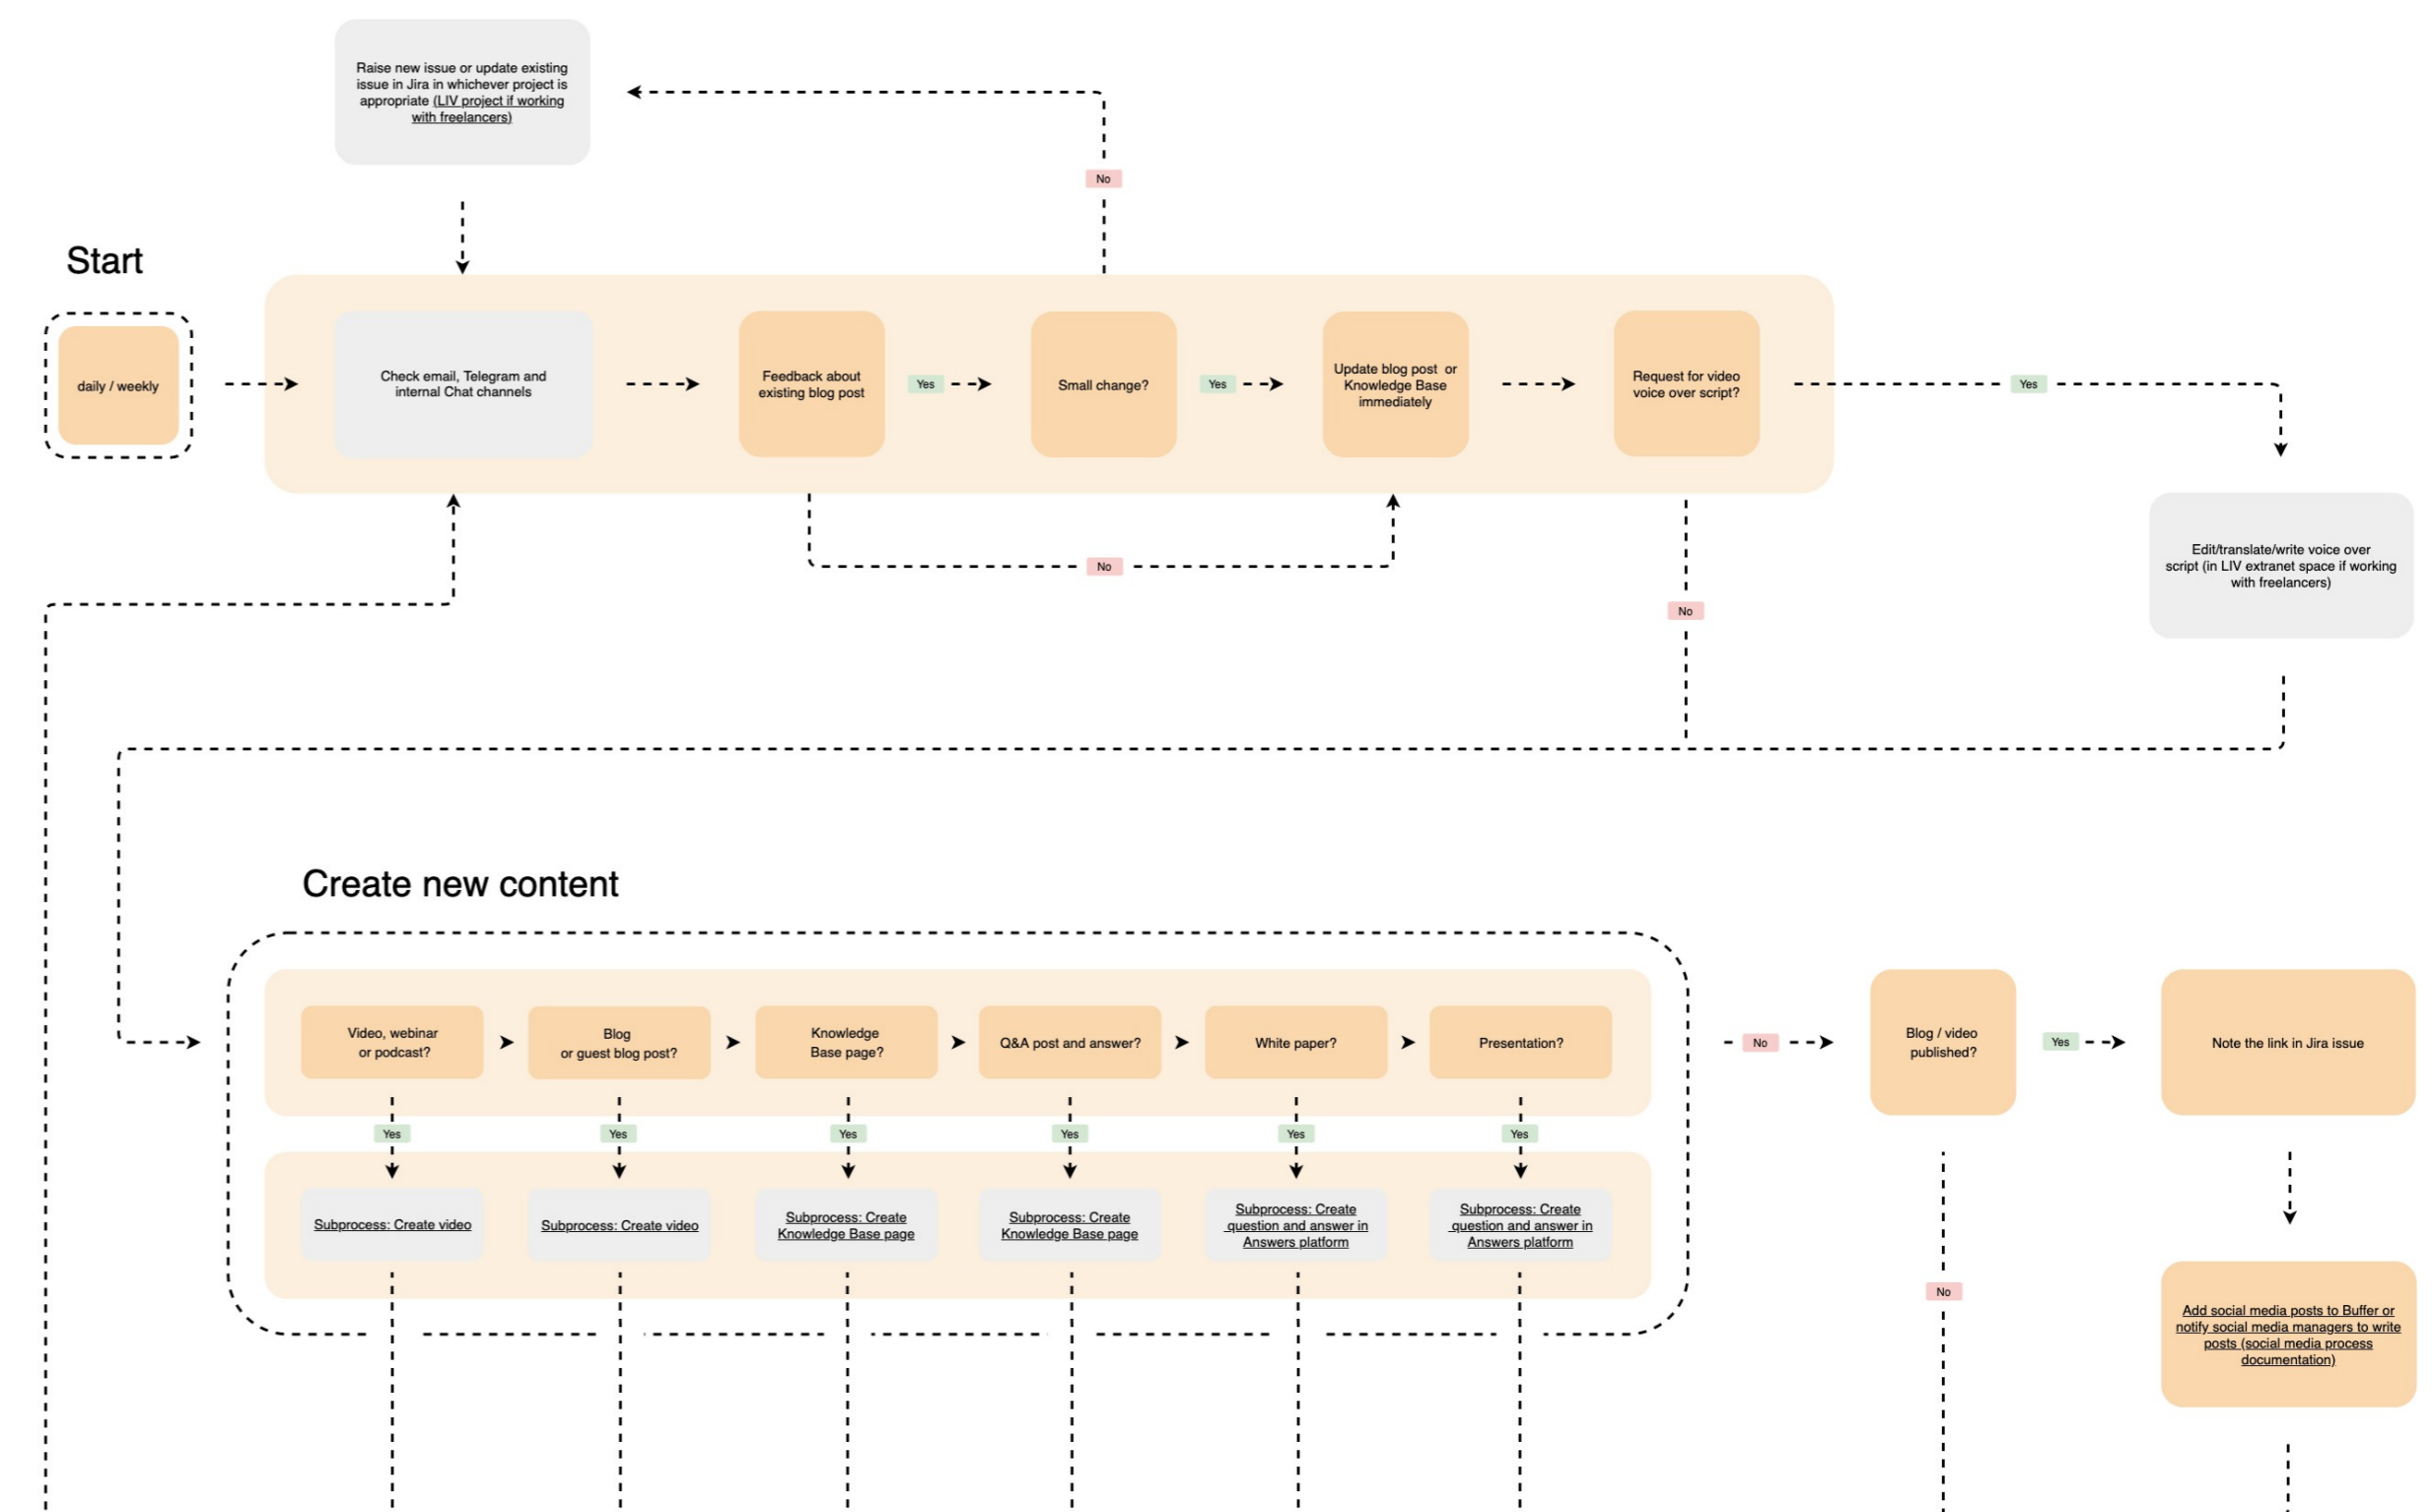 Raise new issue or update existing
issue in Jira in whichever project is
appropriate (LIV project if working
with freelancers)
No
Start
daily / weekly
Check email, Telegram and
internal Chat channels
Feedback about
existing blog post
Yes
Small change?
Yes
Update blog post or
Knowledge Base
immediately
Request for video
voice over script?
Yes
No
Edit/translate/write voice over
script (in LIV extranet space if working
with freelancers)
No
Create new content
Video, webinar
or podcast?
Blog
or guest blog post?
Knowledge
Base page?
Q&A post and answer?
White paper?
Presentation?
No
Blog / video
published?
Yes
Note the link in Jira issue
Yes
Yes
Yes
Yes
Yes
Yes
Subprocess: Create video
Subprocess: Create video
Subprocess: Create
Knowledge Base page
Subprocess: Create
Knowledge Base page
Subprocess: Create
question and answer in
Answers platform
Subprocess: Create
question and answer in
Answers platform
No
Add social media posts to Buffer or
notify social media managers to write
posts (social media process
documentation)